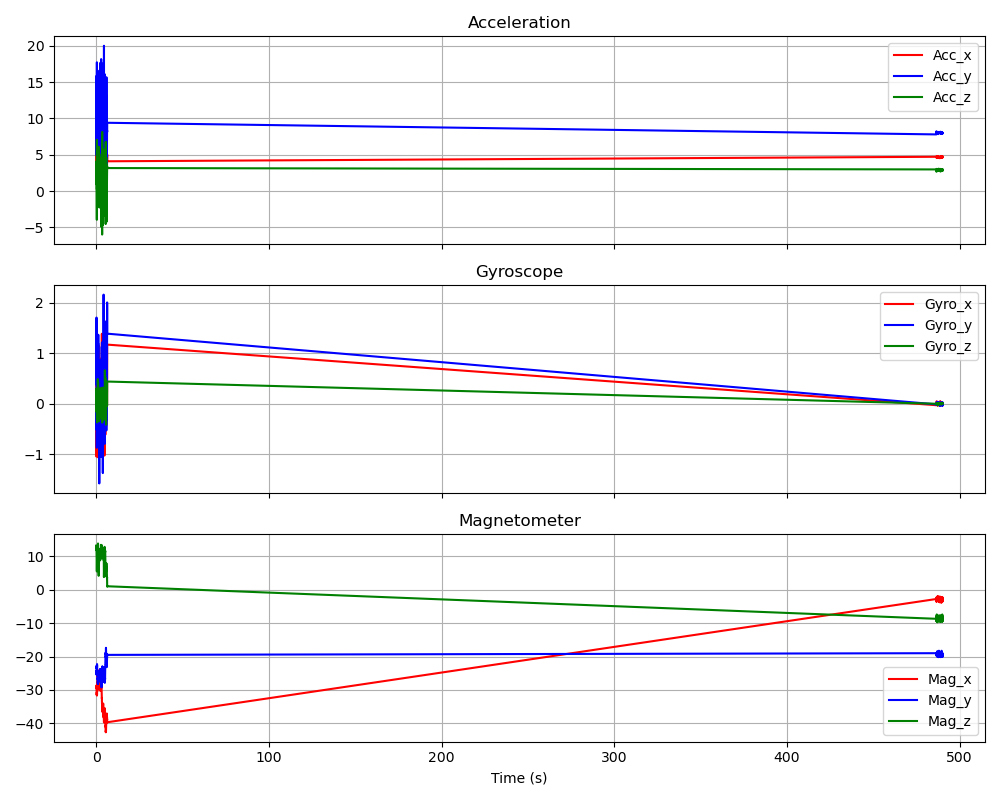 Acceleration
20
15
10
5
0
−5
Acc_x
Acc_y
Acc_z
Gyroscope
2
1
0
−1
Gyro_x
Gyro_y
Gyro_z
Magnetometer
10
0
−10
−20
−30
−40
Mag_x
Mag_y
Mag_z
0 100 200 300 400 500
Time (s)